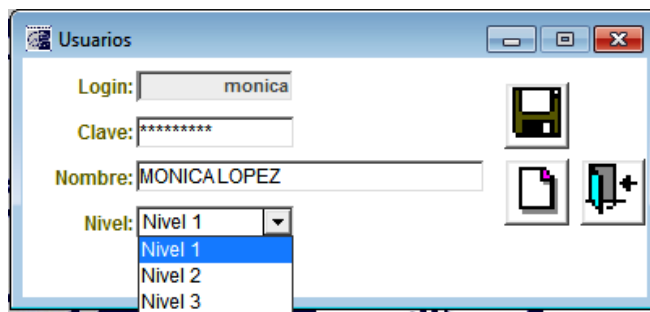 Usuarios
Login: monica
Clave: *********
Nombre: MONICA LOPEZ
Nivel: Nivel 1
Nivel 1
Nivel 2
Nivel 3